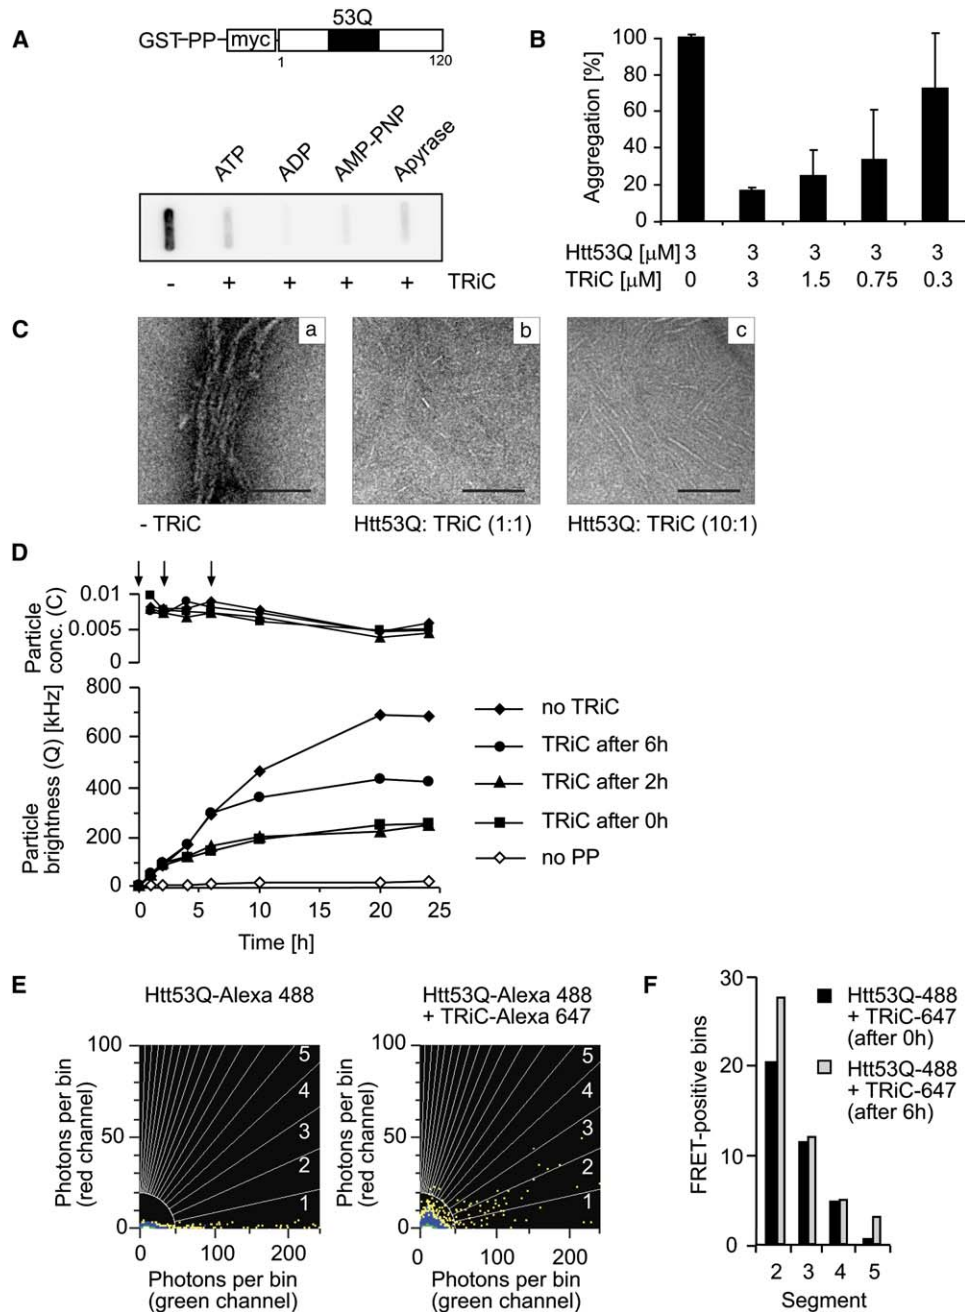 A
GST-PP-
myc
53Q
1
120
ATP
ADP
AMP-PNP
Apyrase
-
+
+
+
+
TRiC
B
Aggregation [%]
100
80
60
40
20
0
Htt53Q [µM] 3 3 3 3 3
TRiC [µM] 0 3 1.5 0.75 0.3
C
a
b
c
- TRiC
Htt53Q: TRiC (1:1)
Htt53Q: TRiC (10:1)
D
Particle
conc. (C)
0.01
0.005
0
Particle
brightness (Q) [kHz]
800
600
400
200
0
0 5 10 15 20 25
Time [h]
no TRiC
TRiC after 6h
TRiC after 2h
TRiC after 0h
no PP
E
Htt53Q-Alexa 488
Photons per bin
(red channel)
100
50
0
5
4
3
2
1
0 100 200
Photons per bin
(green channel)
Htt53Q-Alexa 488
+ TRiC-Alexa 647
Photons per bin
(red channel)
100
50
0
5
4
3
2
1
0 100 200
Photons per bin
(green channel)
F
FRET-positive bins
30
20
10
0
2 3 4 5
Segment
Htt53Q-488
+ TRiC-647
(after 0h)
Htt53Q-488
+ TRiC-647
(after 6h)